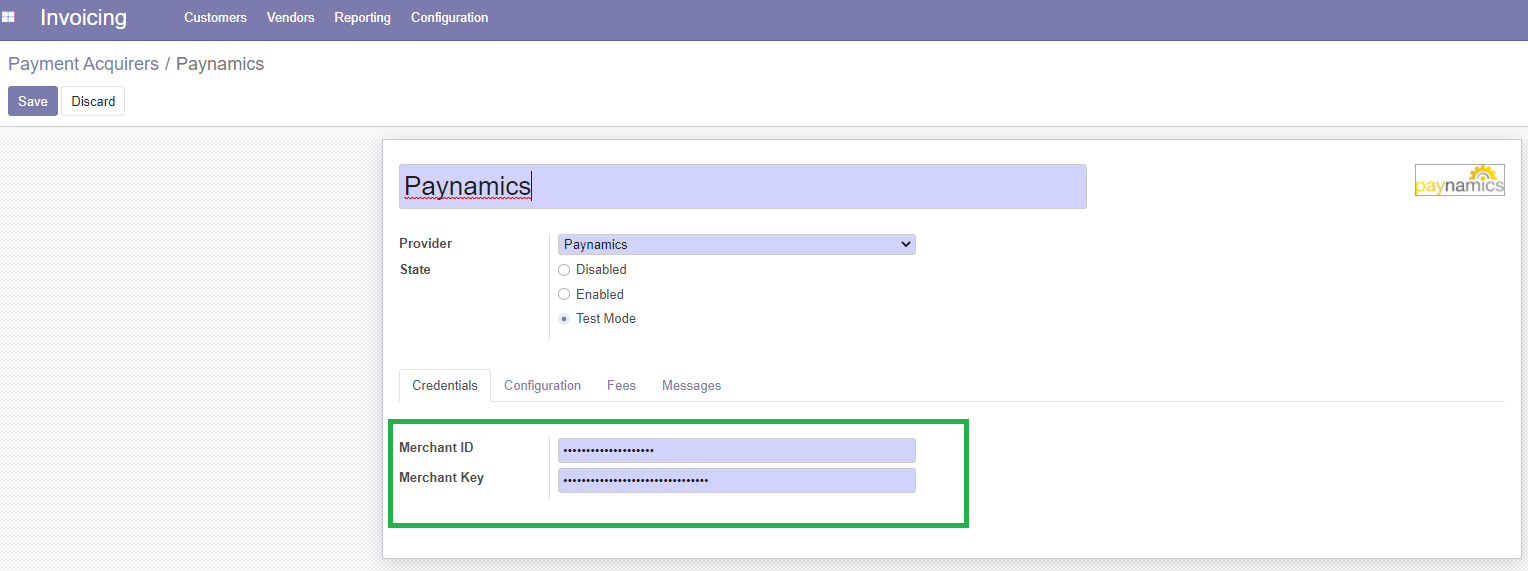 Invoicing Customers Vendors Reporting Configuration
Payment Acquirers / Paynamics
Save Discard
Paynamics
paynamics
Provider Paynamics
State Disabled
Enabled
Test Mode
Credentials Configuration Fees Messages
Merchant ID ••••••••••••••••••••
Merchant Key ••••••••••••••••••••••••••••••••